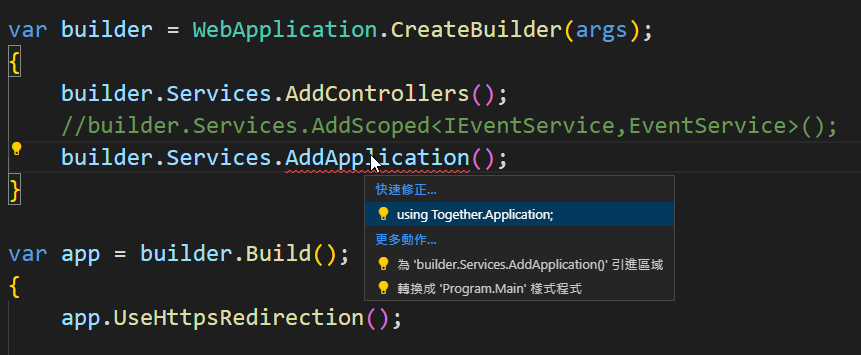 var builder = WebApplication.CreateBuilder(args);
{
builder.Services.AddControllers();
//builder.Services.AddScoped<IEventService,EventService>();
builder.Services.AddApplication();
}
快速修正...
using Together.Application;
更多動作...
為 'builder.Services.AddApplication()' 引進區域
轉換成 'Program.Main' 樣式程式
var app = builder.Build();
{
app.UseHttpsRedirection();